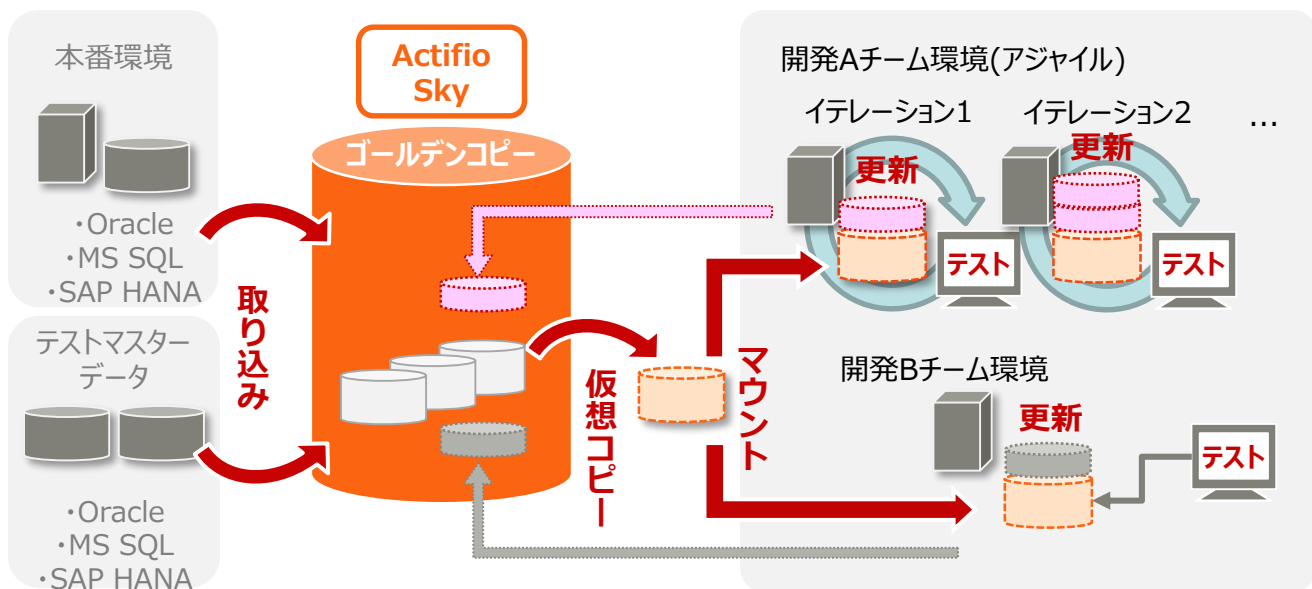 本番環境
・Oracle
・MS SQL
・SAP HANA
テストマスター
データ
・Oracle
・MS SQL
・SAP HANA
取り込み
Actifio
Sky
ゴールデンコピー
仮想コピー
マウント
開発Aチーム環境(アジャイル)
イテレーション1
イテレーション2
...
更新
テスト
更新
テスト
開発Bチーム環境
更新
テスト